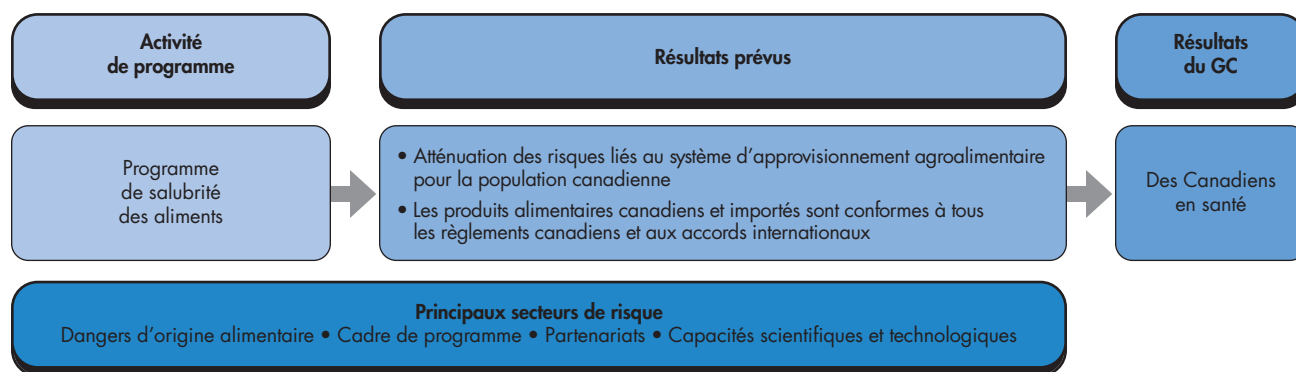 Activité
de programme
Résultats prévus
Résultats
du GC
Programme
de salubrité
des aliments
• Atténuation des risques liés au système d'approvisionnement agroalimentaire
pour la population canadienne
• Les produits alimentaires canadiens et importés sont conformes à tous
les règlements canadiens et aux accords internationaux
Des Canadiens
en santé
Principaux secteurs de risque
Dangers d'origine alimentaire • Cadre de programme • Partenariats • Capacités scientifiques et technologiques